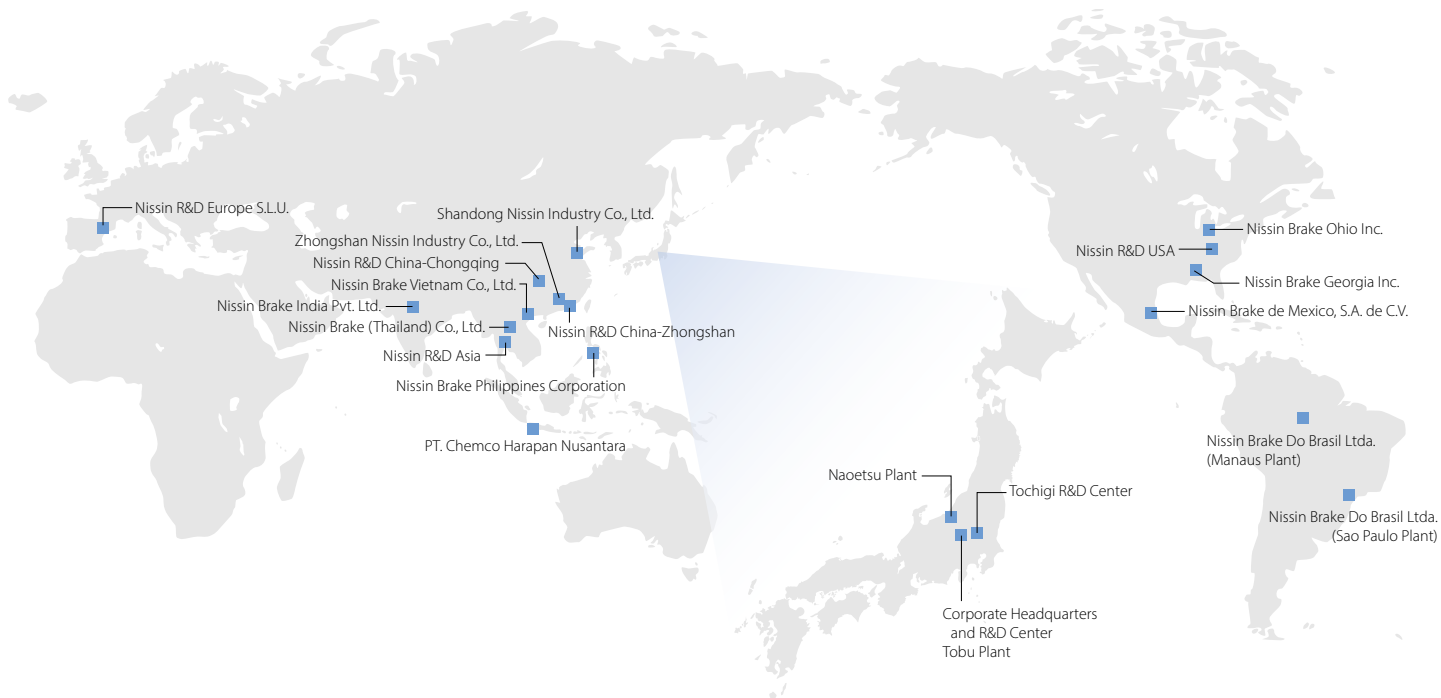 Nissin R&D Europe S.L.U.
Shandong Nissin Industry Co., Ltd.
Zhongshan Nissin Industry Co., Ltd.
Nissin R&D China-Chongqing
Nissin Brake Vietnam Co., Ltd.
Nissin Brake India Pvt. Ltd.
Nissin Brake (Thailand) Co., Ltd.
Nissin R&D China-Zhongshan
Nissin R&D Asia
Nissin Brake Philippines Corporation
PT. Chemco Harapan Nusantara
Naoetsu Plant
Tochigi R&D Center
Corporate Headquarters
and R&D Center
Tobu Plant
Nissin Brake Ohio Inc.
Nissin R&D USA
Nissin Brake Georgia Inc.
Nissin Brake de Mexico, S.A. de C.V.
Nissin Brake Do Brasil Ltda.
(Manaus Plant)
Nissin Brake Do Brasil Ltda.
(Sao Paulo Plant)